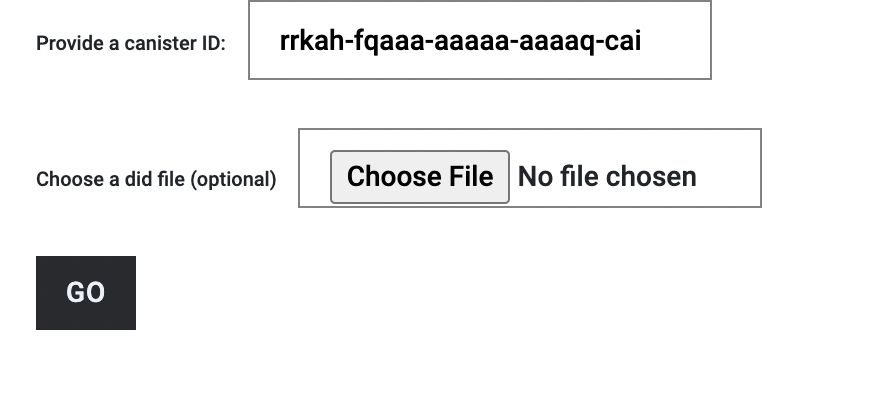 Provide a canister ID: rrkah-fqaaa-aaaaa-aaaaq-cai
Choose a did file (optional) Choose File No file chosen
GO